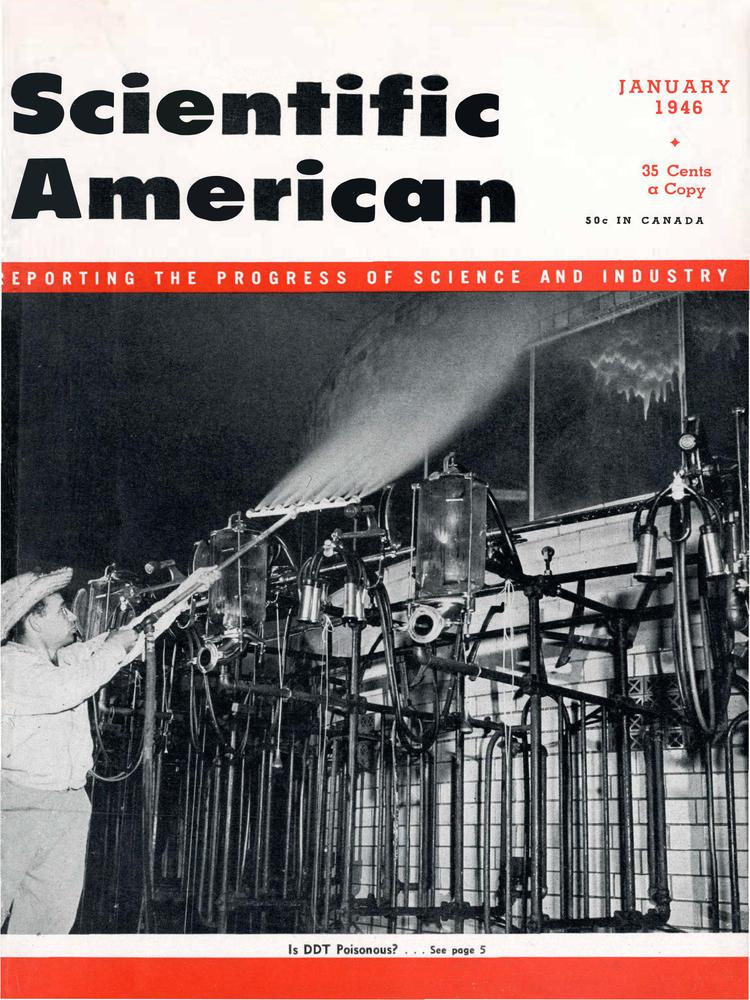 Scientific
American
JANUARY
1946
35 Cents
a Copy
50c IN CANADA
REPORTING THE PROGRESS OF SCIENCE AND INDUSTRY
Is DDT Poisonous? . . . See page 5